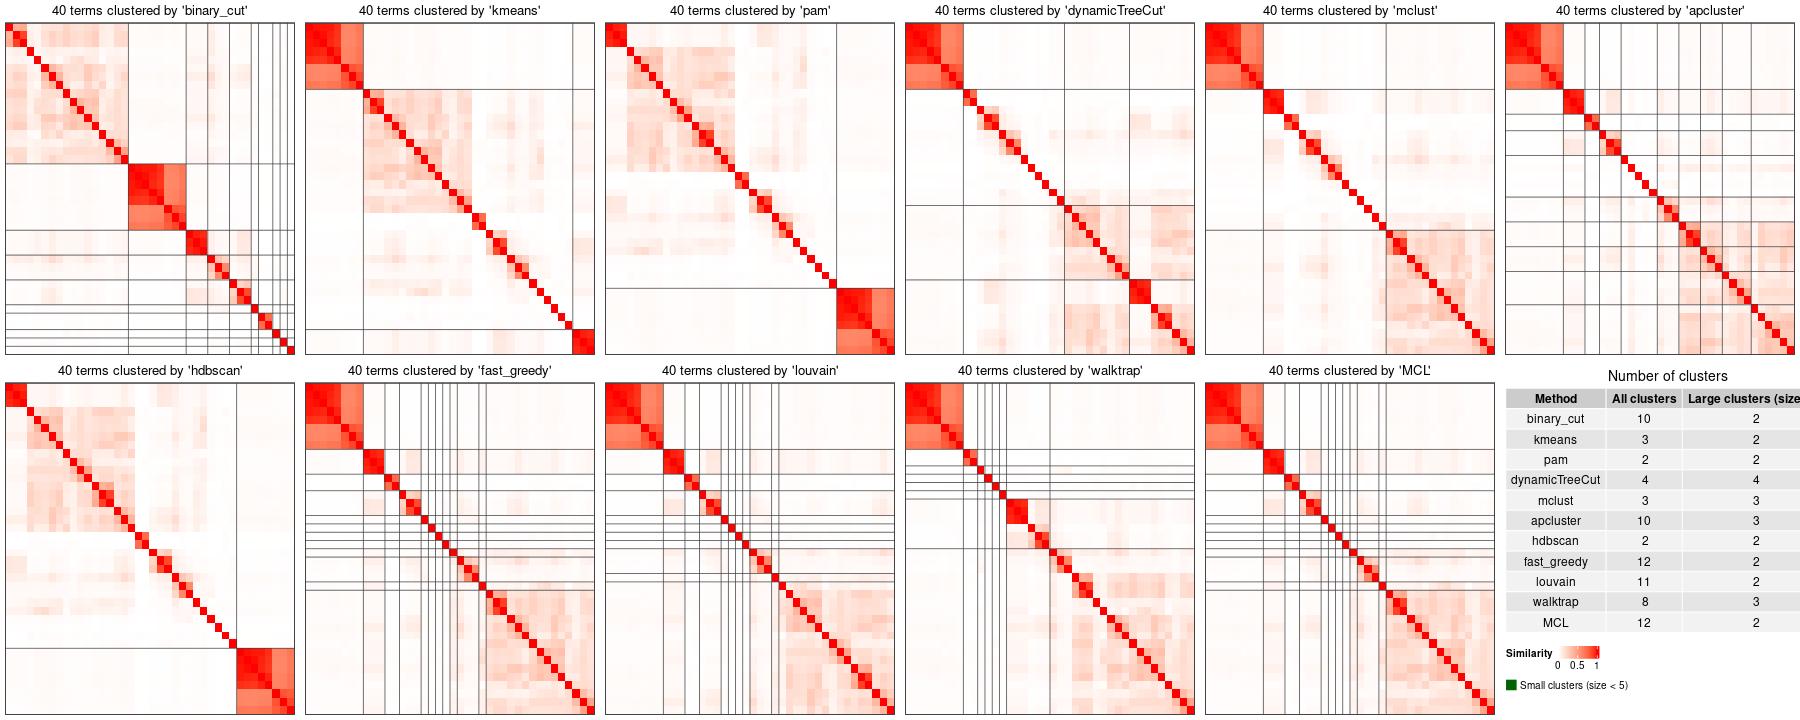 40 terms clustered by 'binary_cut'
40 terms clustered by 'kmeans'
40 terms clustered by 'pam'
40 terms clustered by 'dynamicTreeCut'
40 terms clustered by 'mclust'
40 terms clustered by 'apcluster'
40 terms clustered by 'hdbscan'
40 terms clustered by 'fast_greedy'
40 terms clustered by 'louvain'
40 terms clustered by 'walktrap'
40 terms clustered by 'MCL'
Number of clusters
Method All clusters Large clusters (size
binary_cut 10 2
kmeans 3 2
pam 2 2
dynamicTreeCut 4 4
mclust 3 3
apcluster 10 3
hdbscan 2 2
fast_greedy 12 2
louvain 11 2
walktrap 8 3
MCL 12 2
Similarity
0 0.5 1
Small clusters (size < 5)